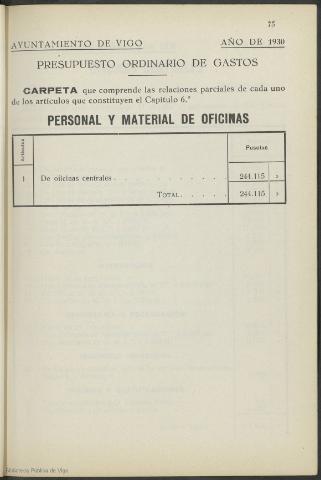 75
AYUNTAMIENTO DE VIGO AÑO DE 1930
PRESUPUESTO ORDINARIO DE GASTOS
CARPETA que comprende las relaciones parciales de cada uno
de los artículos que constituyen el Capítulo 6.º
PERSONAL Y MATERIAL DE OFICINAS
Artículos Pesetas
1 De oficinas centrales . . . . . . . . . 244.115 »
TOTAL. . . . . 244.115 »
Biblioteca Pública de Vigo